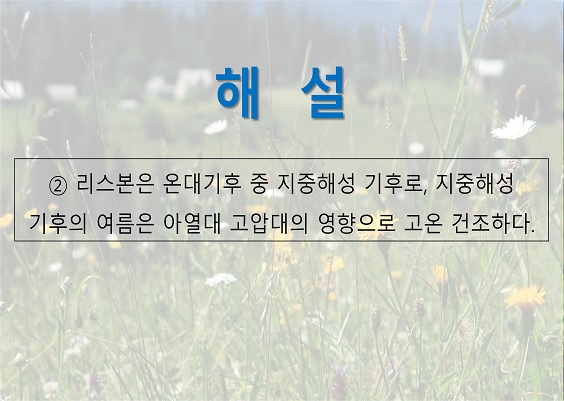 해 설
② 리스본은 온대기후 중 지중해성 기후로, 지중해성
기후의 여름은 아열대 고압대의 영향으로 고온 건조하다.